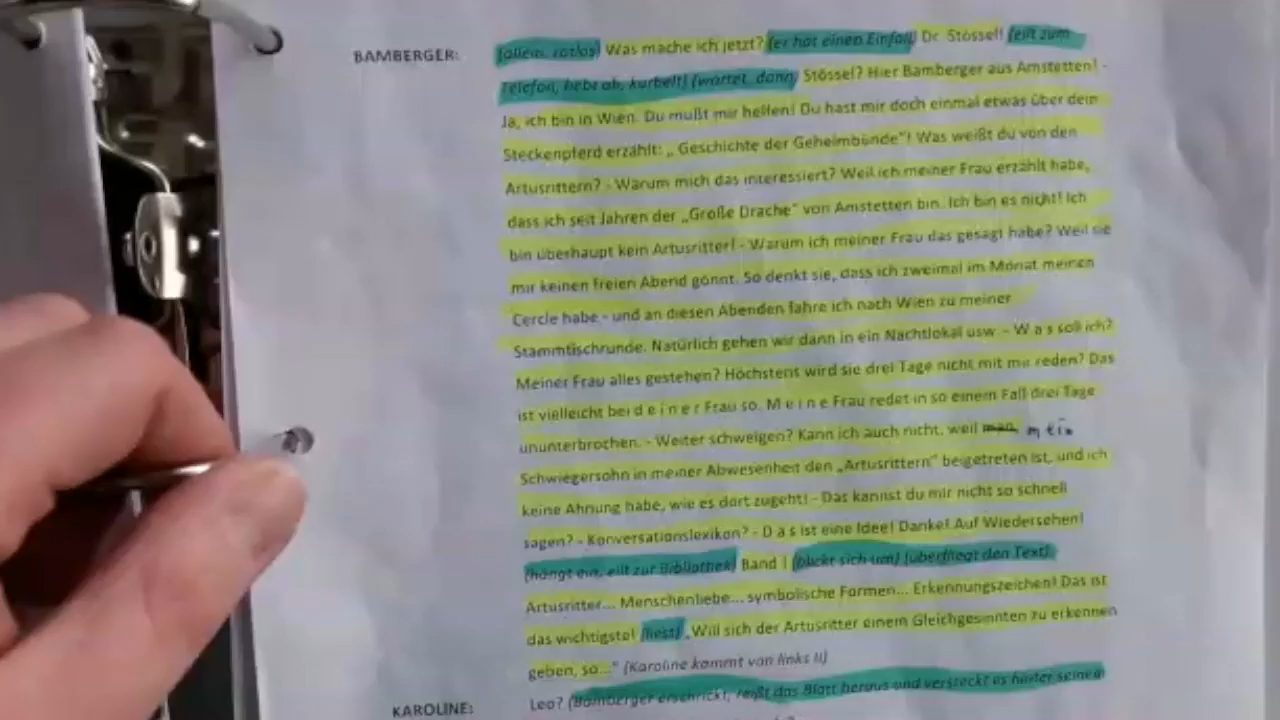 BAMBERGER: (allein, ratlos) Was mache ich jetzt? (er hat einen Einfall) Dr. Stössel! (eilt zum
Telefon, hebt ab, kurbelt) (wartet, dann) Stössel? Hier Bamberger aus Amstetten! -
Ja, ich bin in Wien. Du mußt mir helfen! Du hast mir doch einmal etwas über dein
Steckenpferd erzählt: „ Geschichte der Geheimbünde"! Was weißt du von den
Artusrittern? - Warum mich das interessiert? Weil ich meiner Frau erzählt habe,
dass ich seit Jahren der „Große Drache" von Amstetten bin. Ich bin es nicht! Ich
bin überhaupt kein Artusritter! - Warum ich meiner Frau das gesagt habe? Weil sie
mir keinen freien Abend gönnt. So denkt sie, dass ich zweimal im Monat meinen
Cercle habe - und an diesen Abenden fahre ich nach Wien zu meiner
Stammtischrunde. Natürlich gehen wir dann in ein Nachtlokal usw. - W a s soll ich?
Meiner Frau alles gestehen? Höchstens wird sie drei Tage nicht mit mir reden? Das
ist vielleicht bei d e i n e r Frau so. M e i n e Frau redet in so einem Fall drei Tage
ununterbrochen. - Weiter schweigen? Kann ich auch nicht, weil man mein
Schwiegersohn in meiner Abwesenheit den „Artusrittern" beigetreten ist, und ich
keine Ahnung habe, wie es dort zugeht! - Das kannst du mir nicht so schnell
sagen? - Konversationslexikon? - D a s ist eine Idee! Danke! Auf Wiedersehen!
(hängt ein, eilt zur Bibliothek) Band I (blickt sich um) (überfliegt den Text)
Artusritter... Menschenliebe... symbolische Formen... Erkennungszeichen! Das ist
das wichtigste! (liest) „Will sich der Artusritter einem Gleichgesinnten zu erkennen
geben, so..." (Karoline kommt von links II)
KAROLINE: Leo? (Bamberger erschrickt, reißt das Blatt heraus und versteckt es hinter seinem